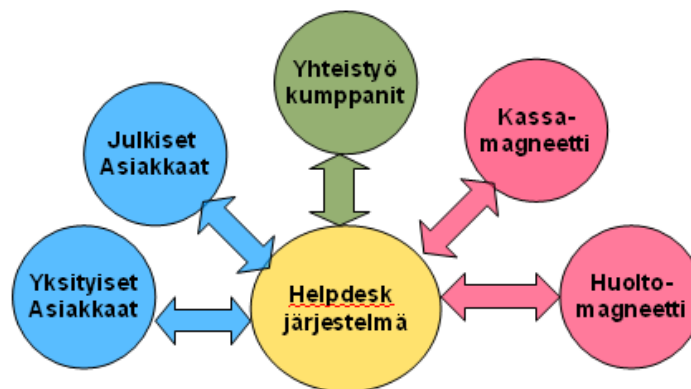 Yhteistyö
kumppanit
Julkiset
Asiakkaat
Kassa-
magneetti
Yksityiset
Asiakkaat
Helpdesk
järjestelmä
Huolto-
magneetti